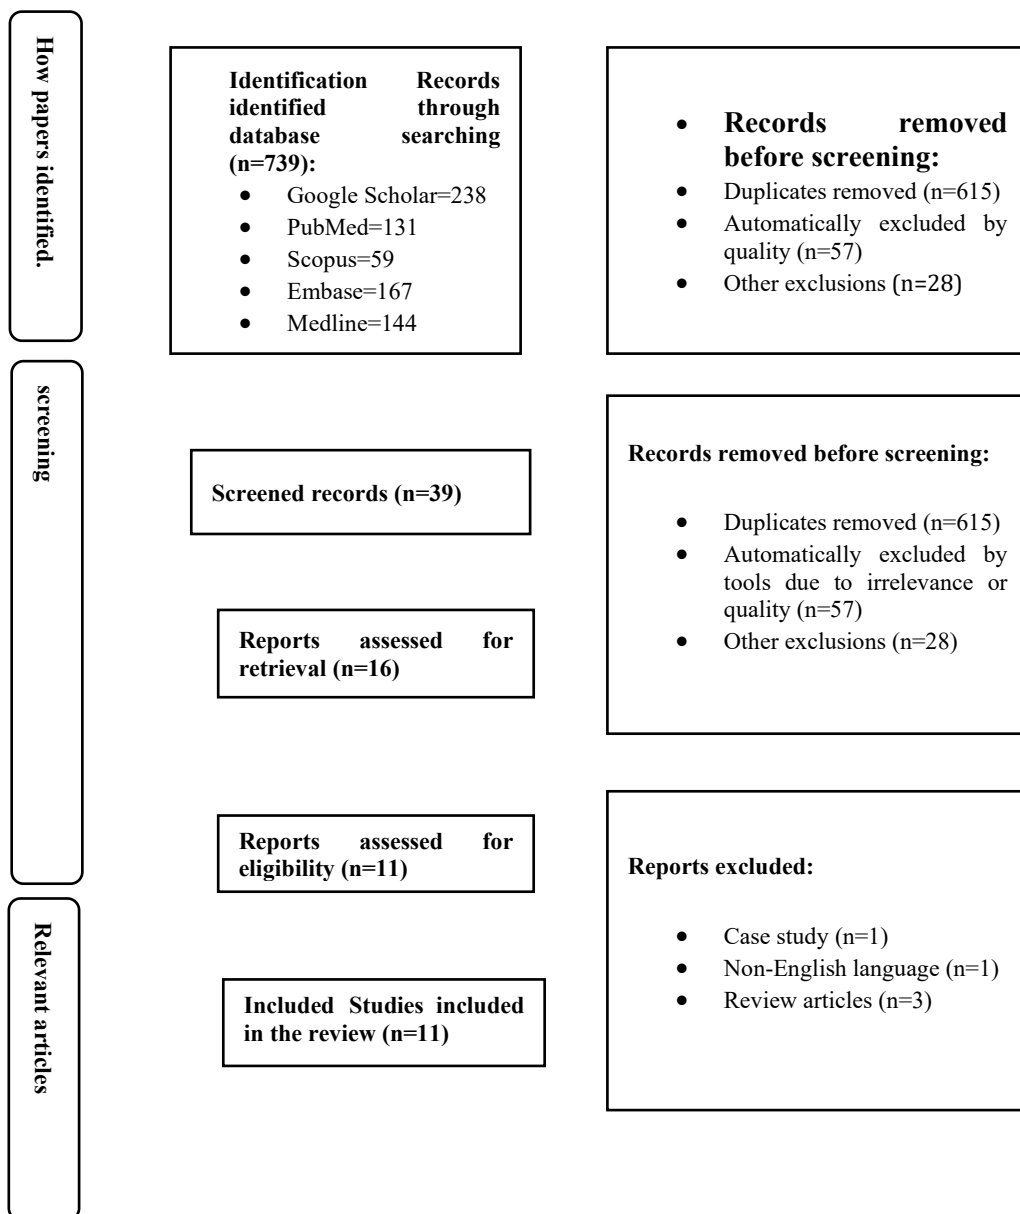 How papers identified.
Identification Records
identified through
database searching
(n=739):
• Google Scholar=238
• PubMed=131
• Scopus=59
• Embase=167
• Medline=144
• Records removed
before screening:
• Duplicates removed (n=615)
• Automatically excluded by
quality (n=57)
• Other exclusions (n=28)
screening
Screened records (n=39)
Reports assessed for
retrieval (n=16)
Reports assessed for
eligibility (n=11)
Records removed before screening:
• Duplicates removed (n=615)
• Automatically excluded by
tools due to irrelevance or
quality (n=57)
• Other exclusions (n=28)
Relevant articles
Included Studies included
in the review (n=11)
Reports excluded:
• Case study (n=1)
• Non-English language (n=1)
• Review articles (n=3)